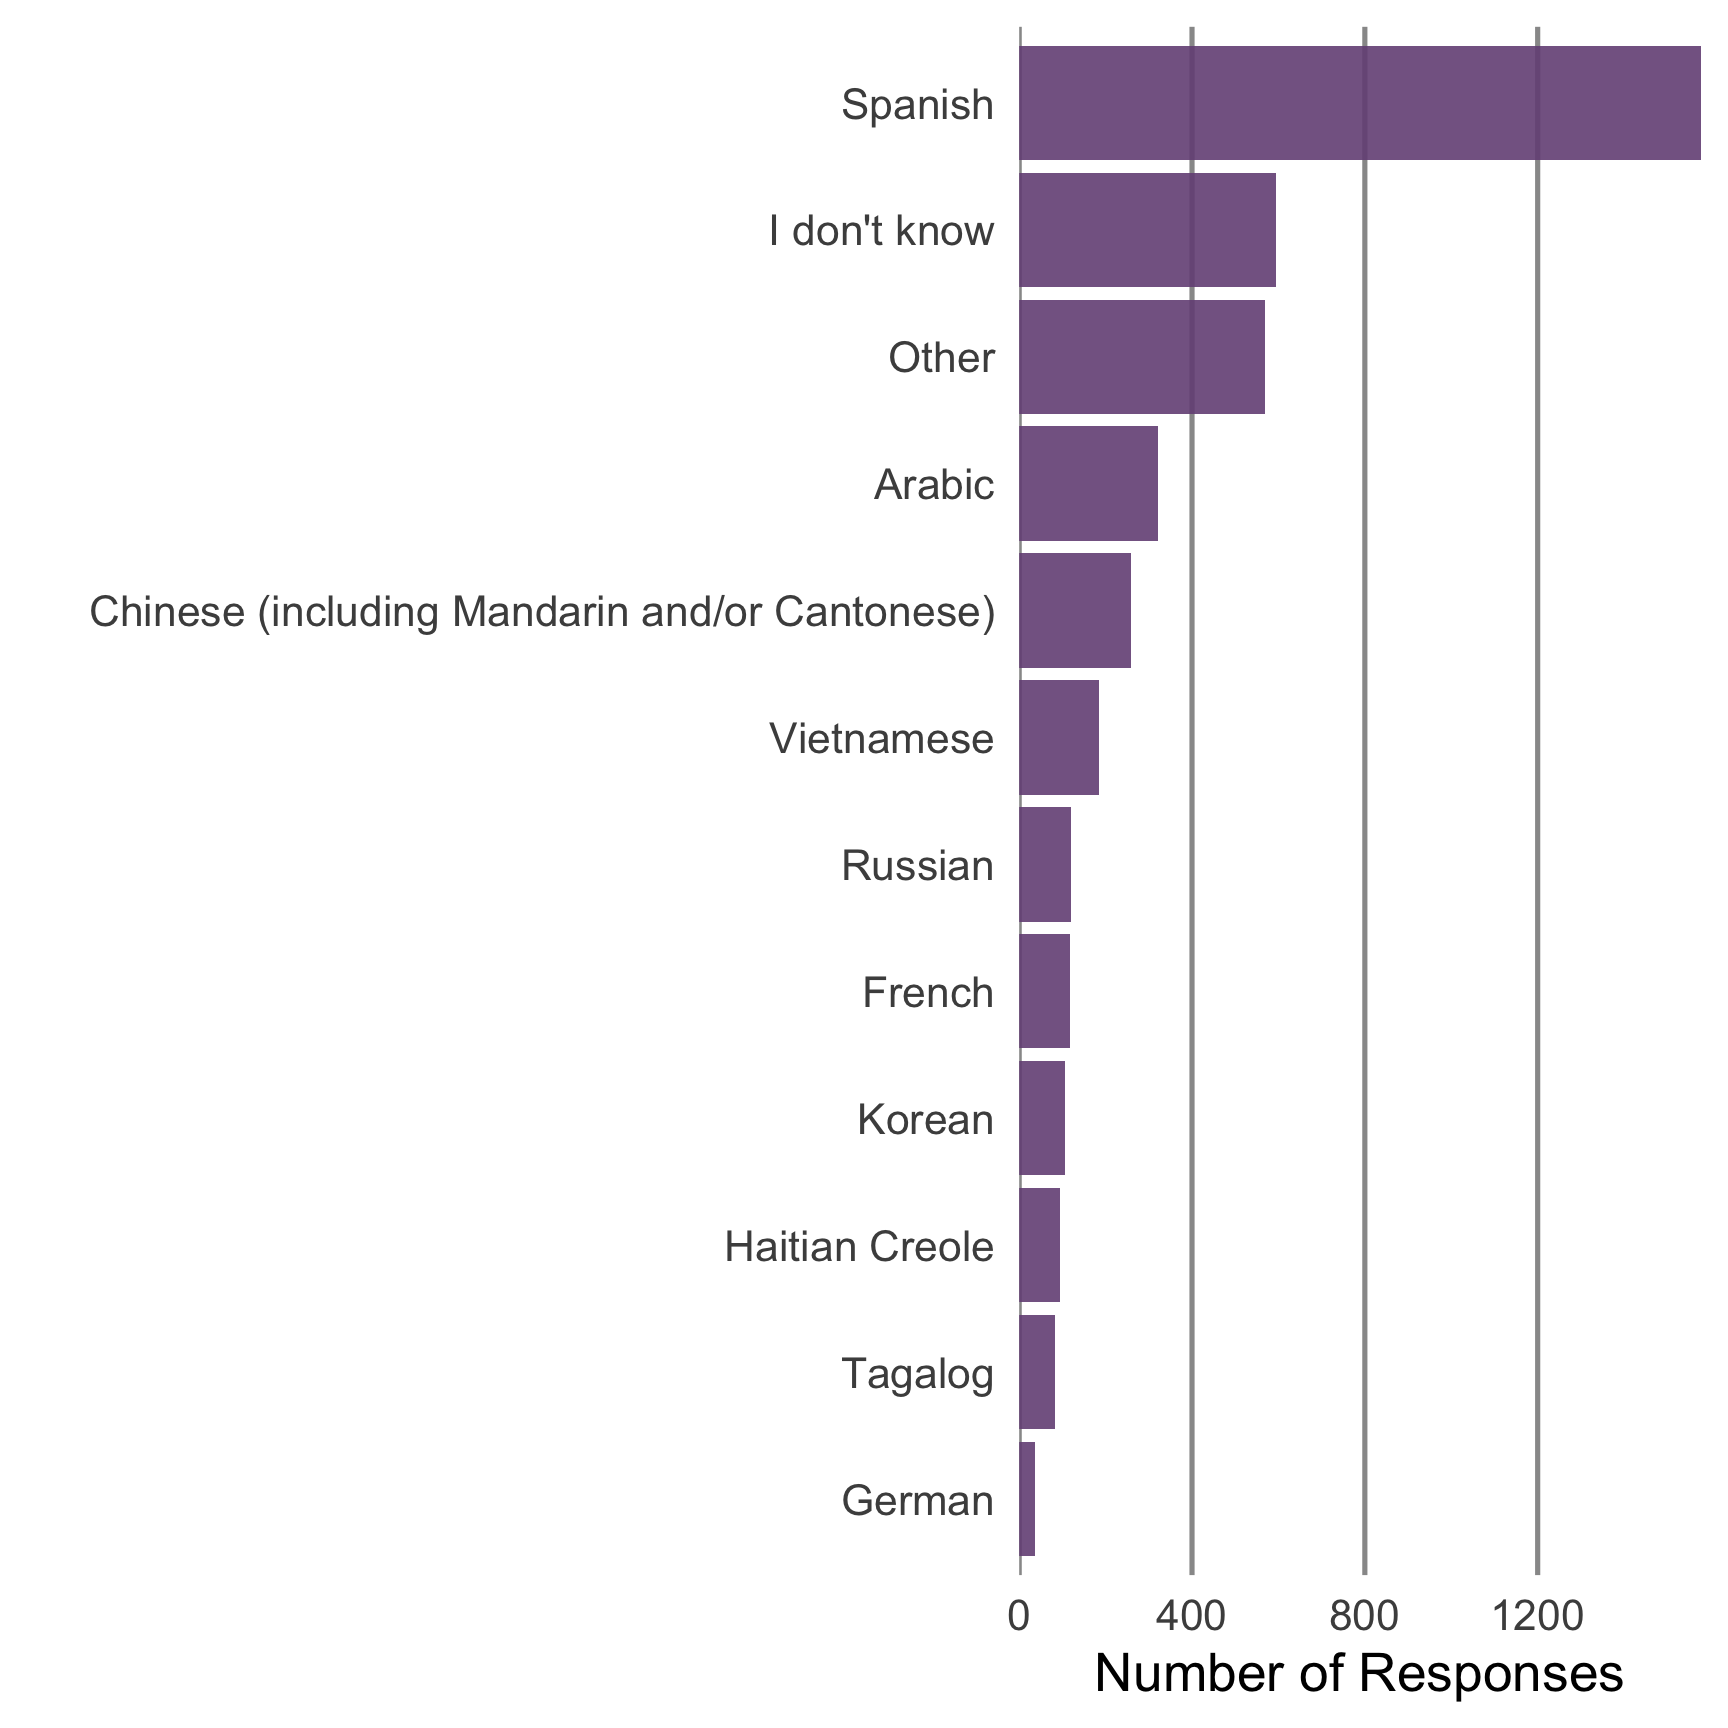 Spanish
I don't know
Other
Arabic
Chinese (including Mandarin and/or Cantonese)
Vietnamese
Russian
French
Korean
Haitian Creole
Tagalog
German
0 400 800 1200
Number of Responses